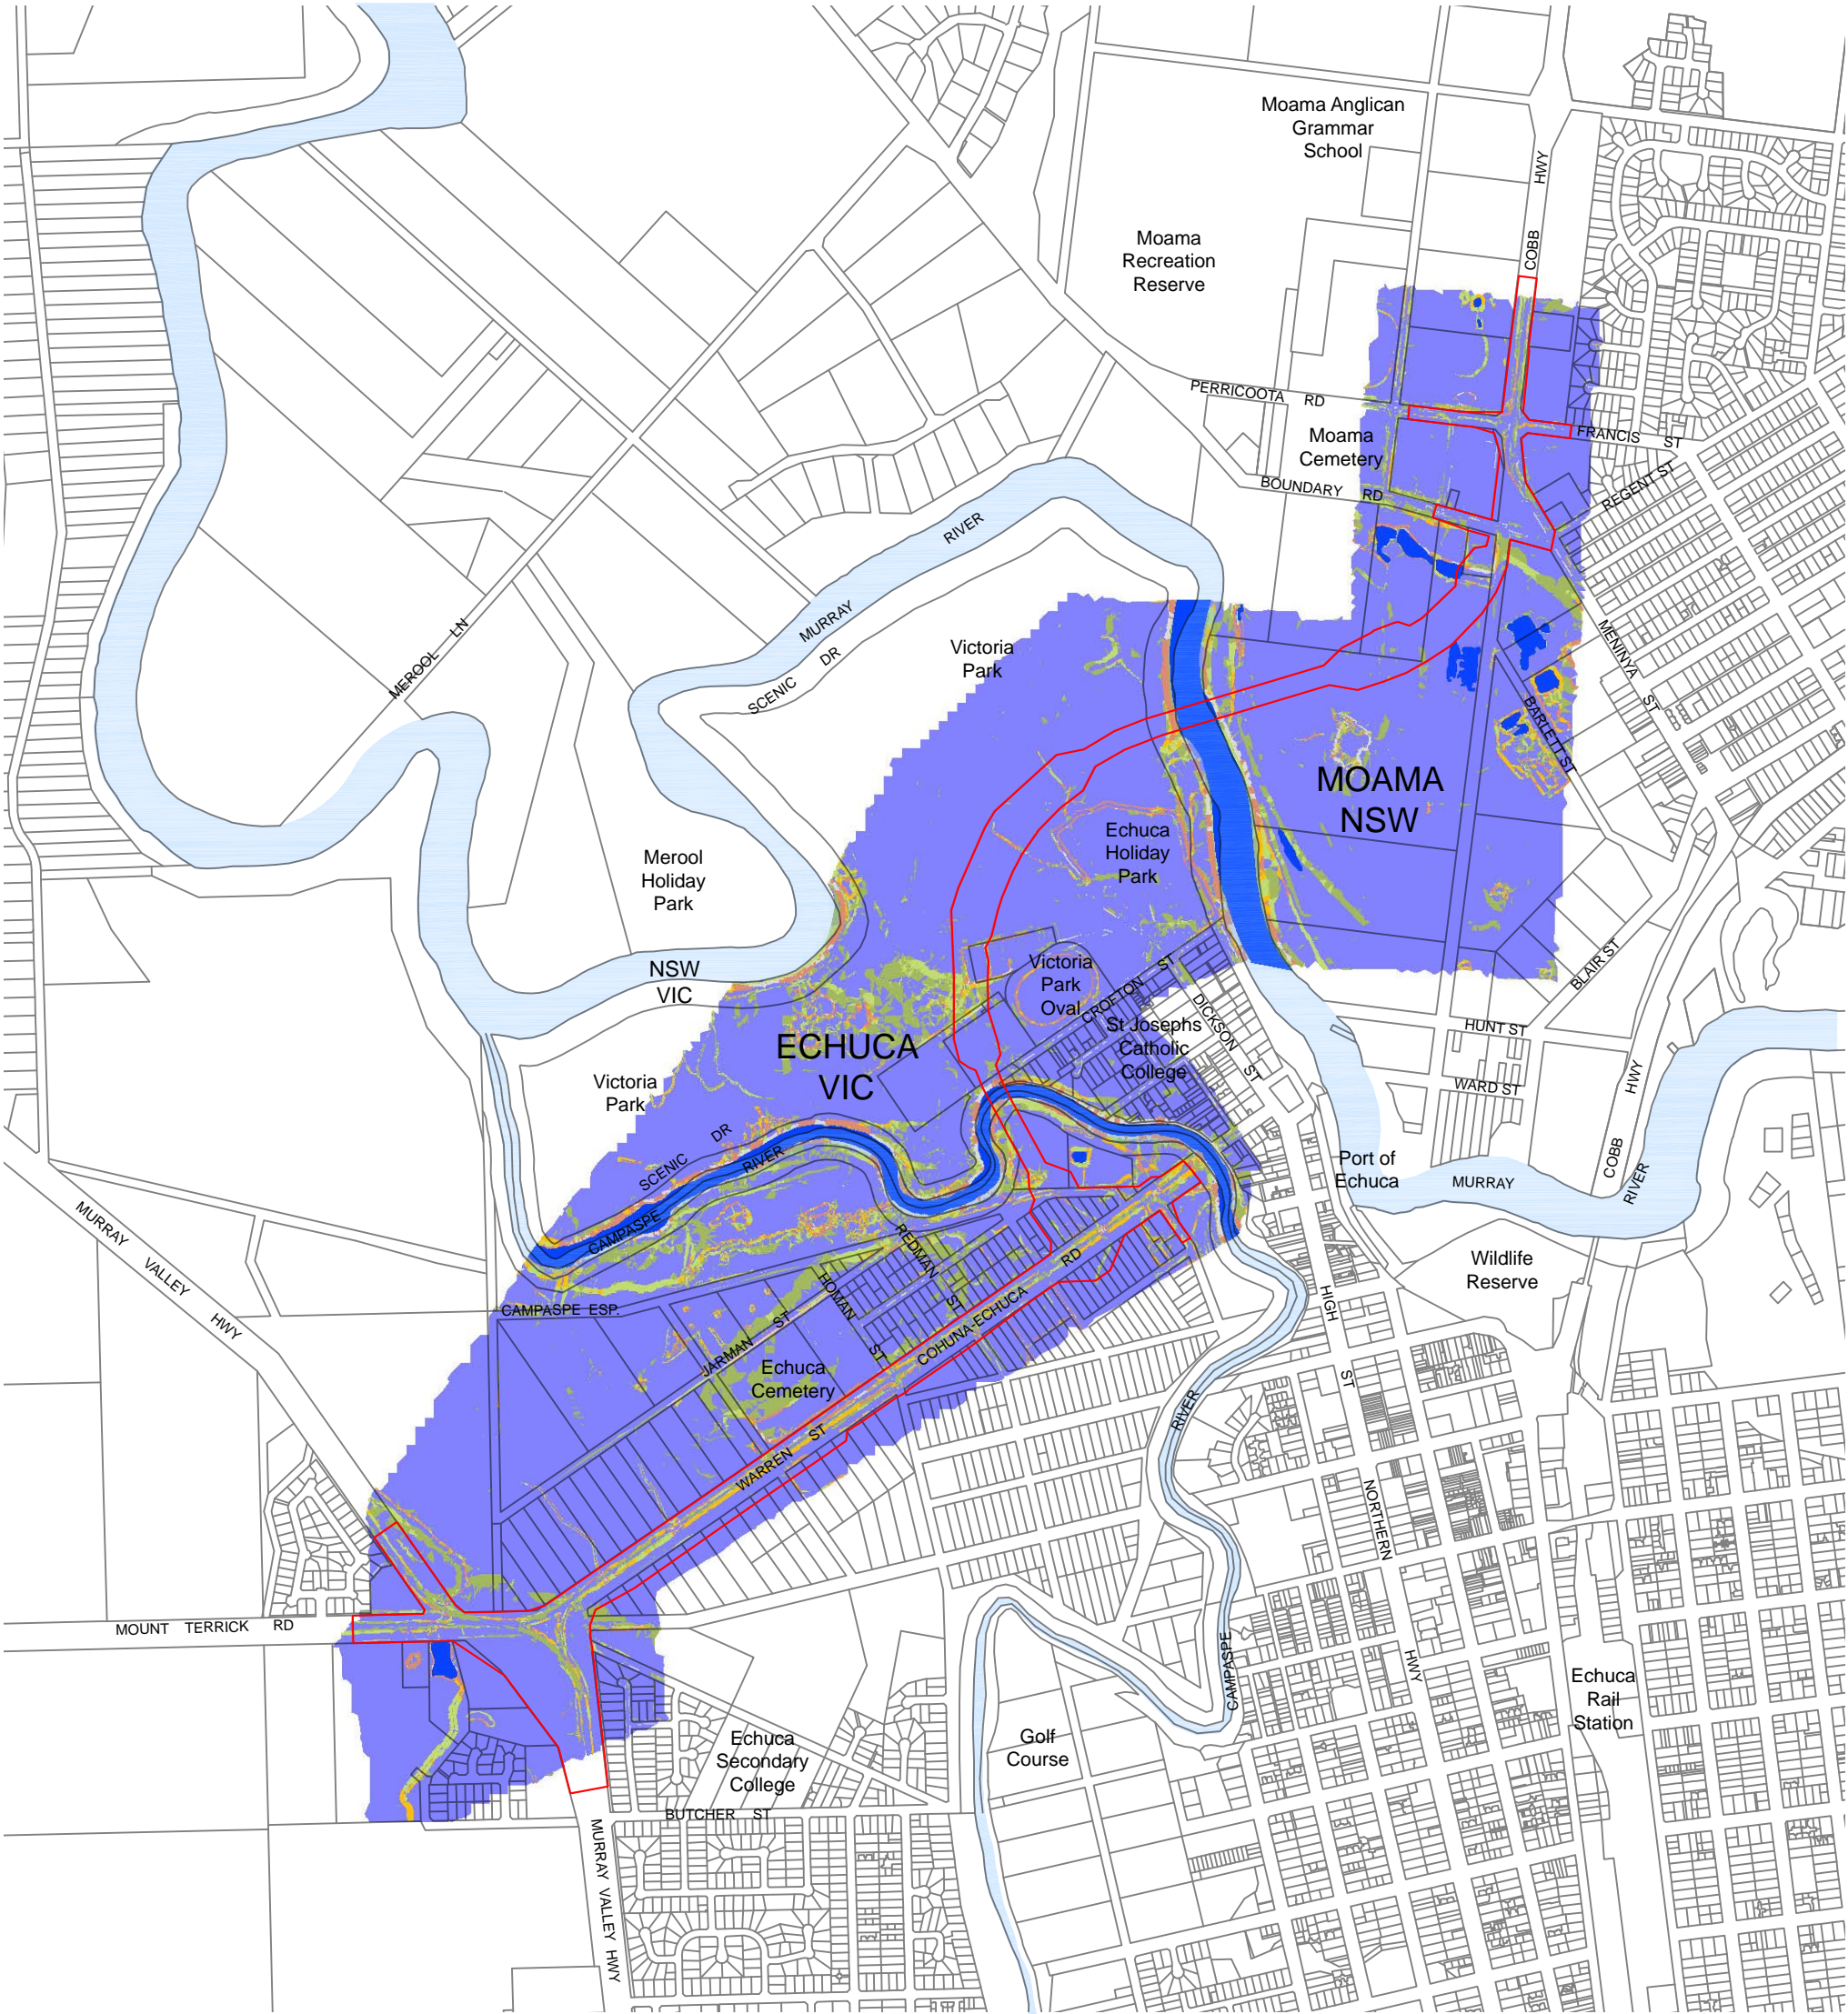 Moama Anglican
Grammar
School
COBB HWY
Moama
Recreation
Reserve
PERRICOOTA RD
FRANCIS ST
Moama
Cemetery
BOUNDARY RD
REGENT ST
MURRAY RIVER
SCENIC DR
MEROOL LN
Victoria
Park
MENINYA ST
BARLETT ST
MOAMA
NSW
Echuca
Holiday
Park
Merool
Holiday
Park
NSW
VIC
Victoria
Park
Oval
CROFTON ST
DICKSON ST
St Josephs
Catholic
College
BLAIR ST
HUNT ST
WARD ST
ECHUCA
VIC
Victoria
Park
SCENIC DR
CAMPASPE RIVER
COBB HWY
Port of
Echuca
MURRAY RIVER
Wildlife
Reserve
MURRAY VALLEY HWY
CAMPASPE ESP.
REDMAN ST
HOMAN ST
JARMAN ST
COHUNA-ECHUCA RD
Echuca
Cemetery
WARREN ST
HIGH ST
NORTHERN HWY
CAMPASPE RIVER
MOUNT TERRICK RD
Echuca
Rail
Station
Echuca
Secondary
College
Golf
Course
BUTCHER ST
MURRAY VALLEY HWY